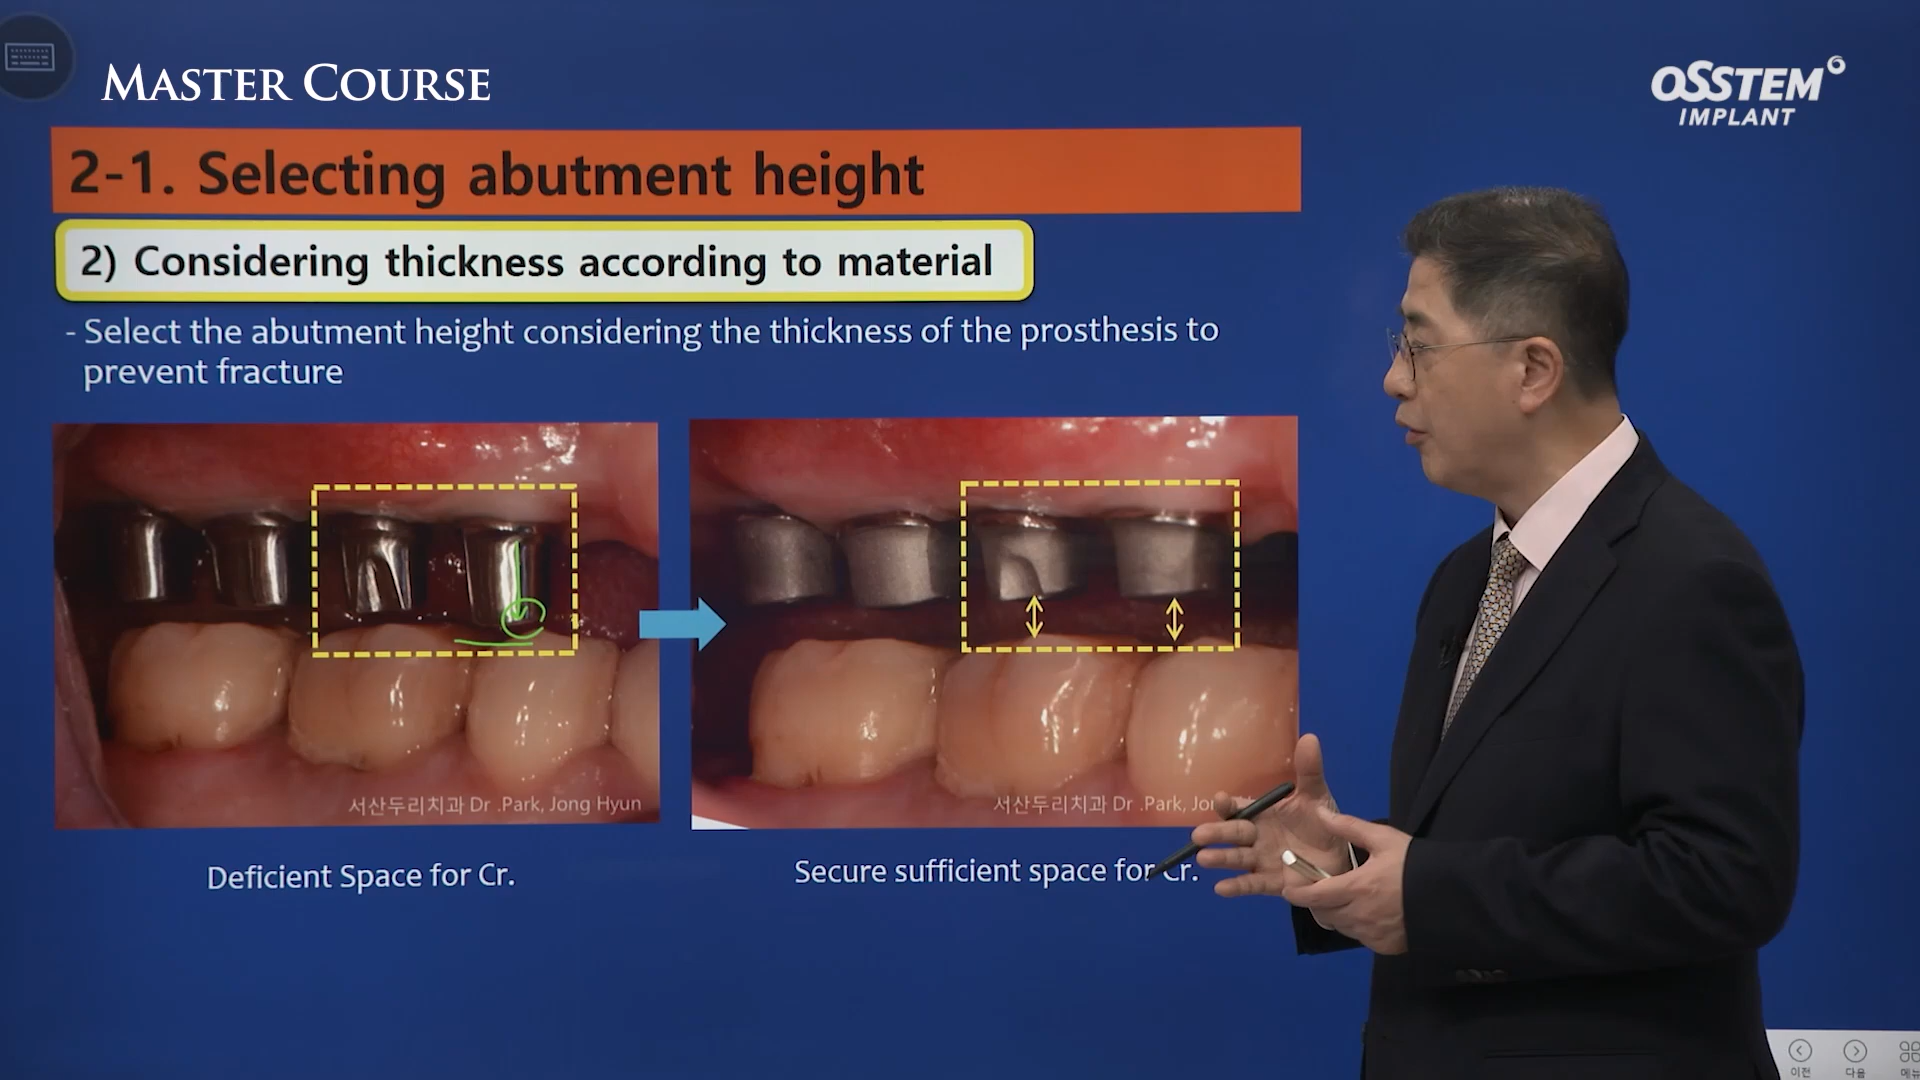 MASTER COURSE
OSSTEM
IMPLANT
2-1. Selecting abutment height
2) Considering thickness according to material
- Select the abutment height considering the thickness of the prosthesis to
prevent fracture
서산두리치과 Dr .Park, Jong Hyun
서산두리치과 Dr .Park,
Deficient Space for Cr.
Secure sufficient space for Cr.
이전
다음
메뉴